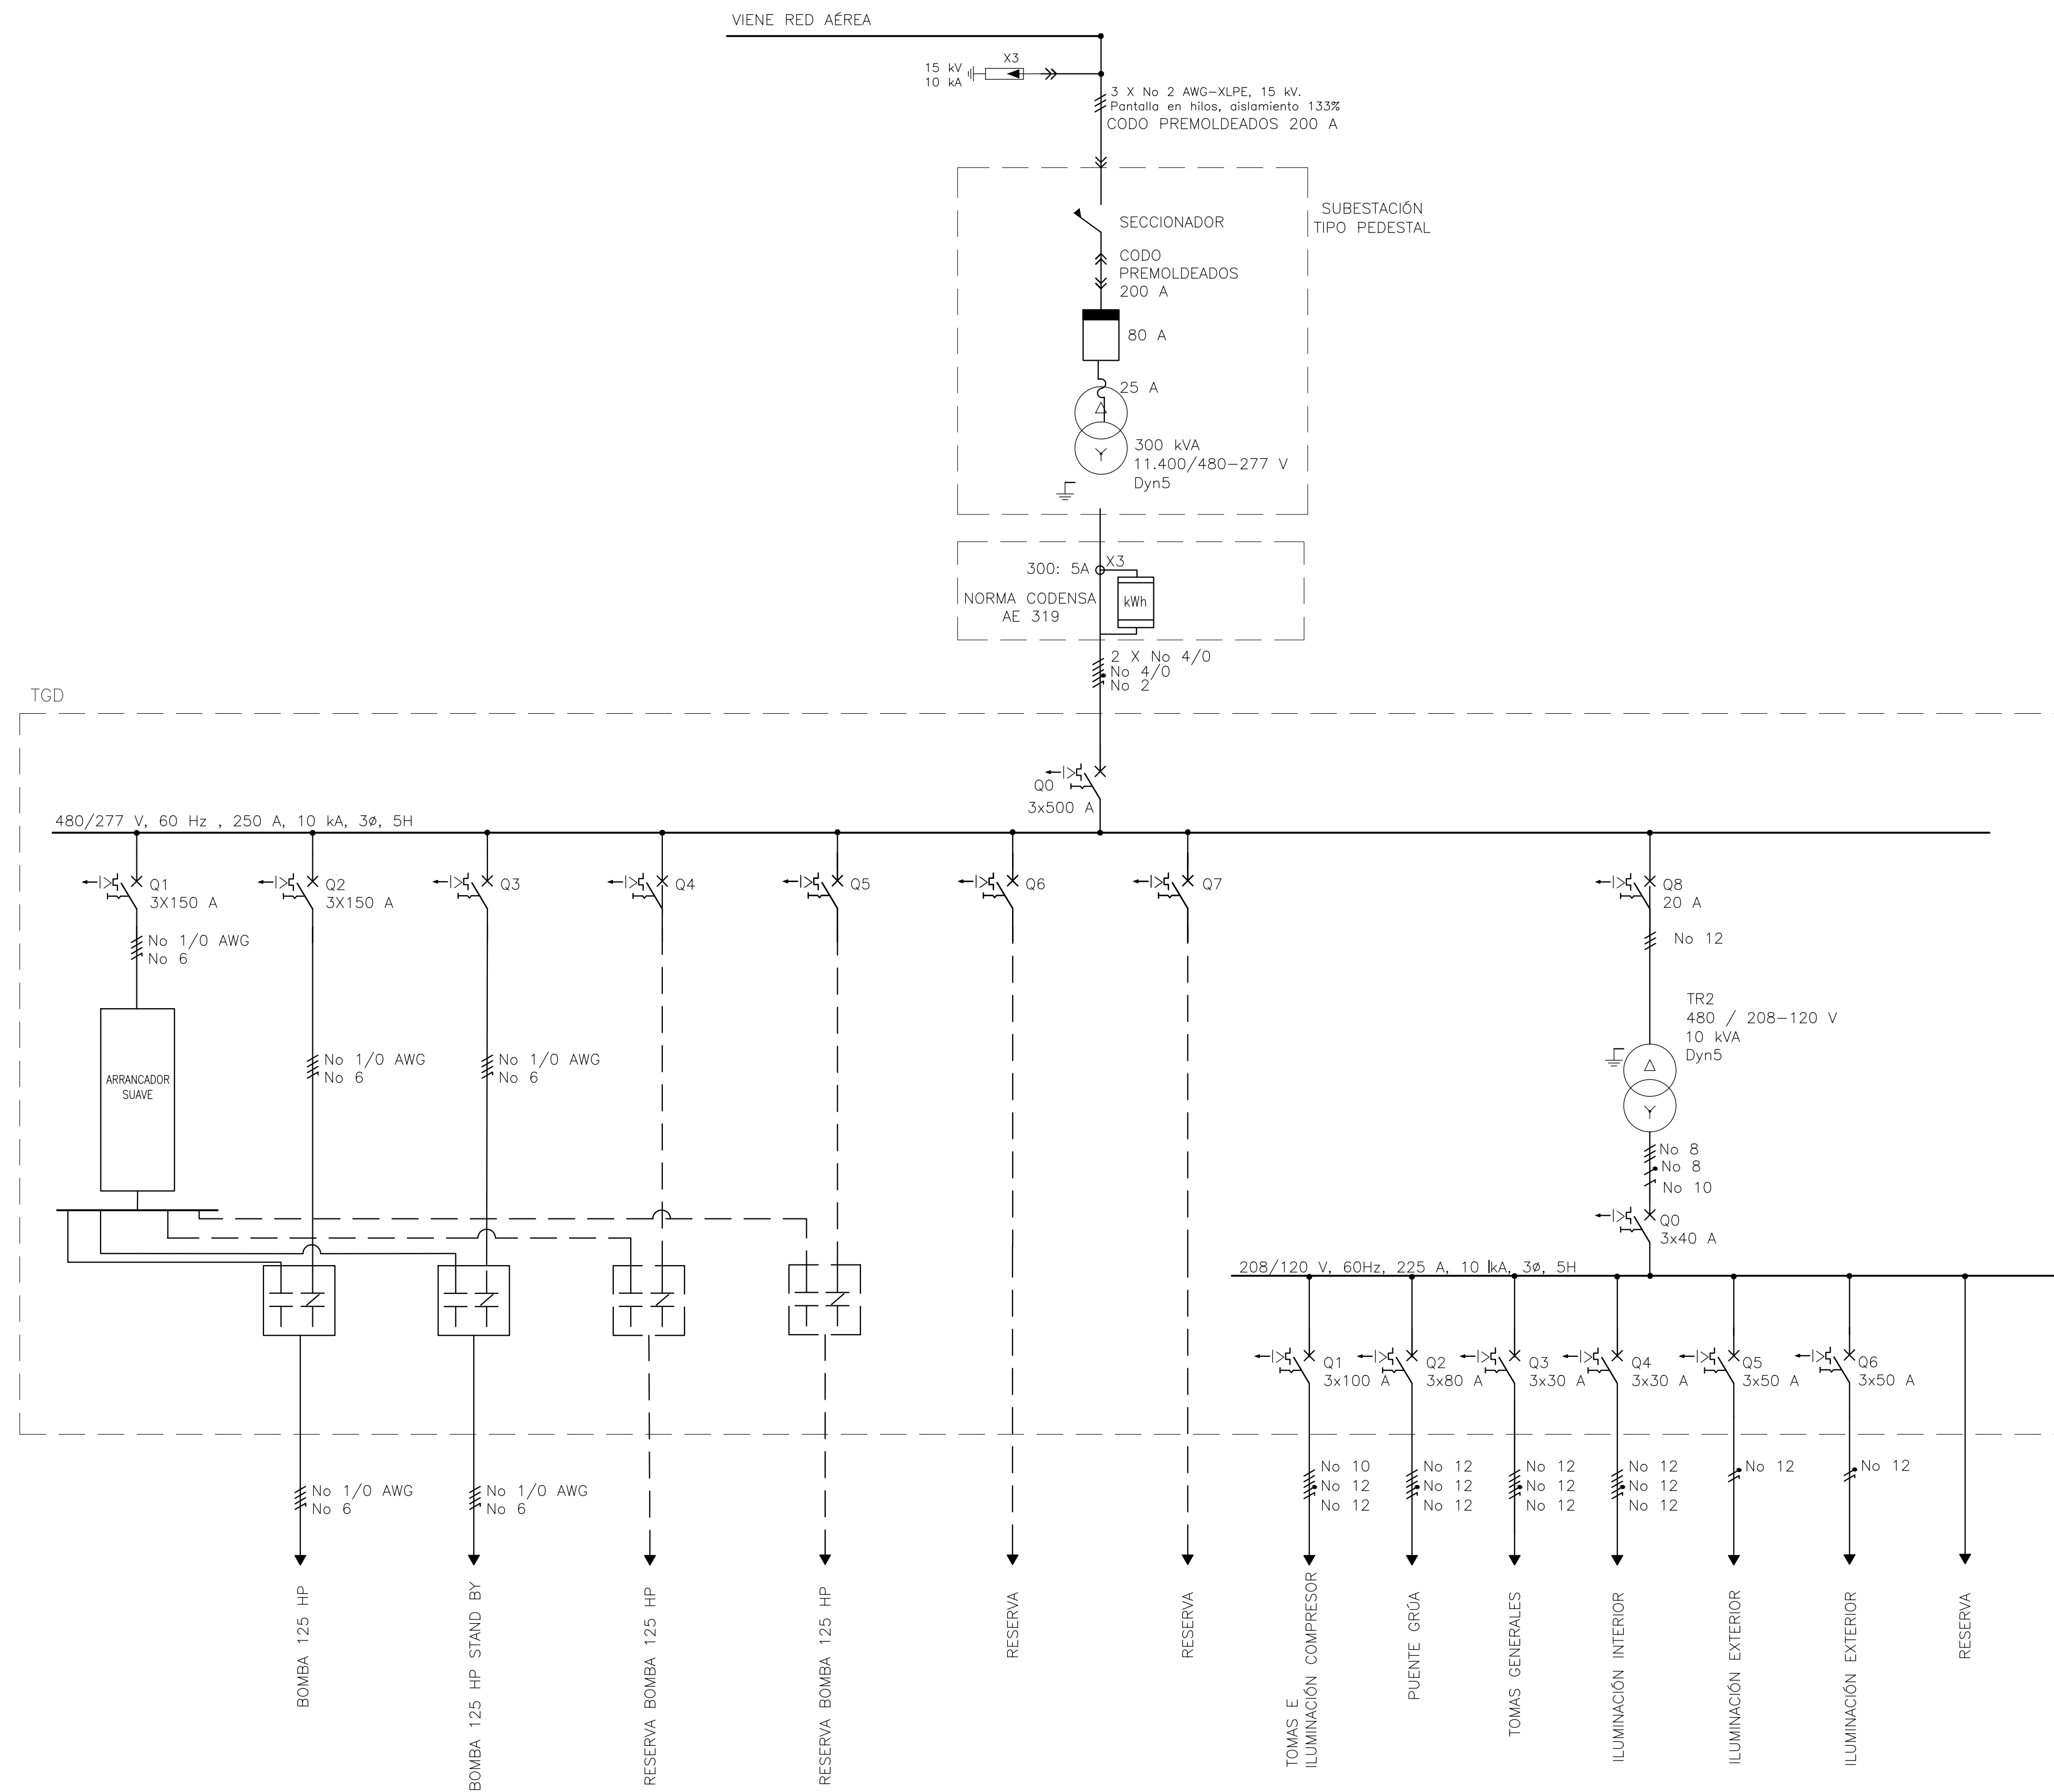 VIENE RED AÉREA
X3
15 kV
10 kA
3 X No 2 AWG-XLPE, 15 kV.
Pantalla en hilos, aislamiento 133%
CODO PREMOLDEADOS 200 A
SUBESTACIÓN
TIPO PEDESTAL
SECCIONADOR
CODO
PREMOLDEADOS
200 A
80 A
25 A
300 kVA
11.400/480-277 V
Dyn5
X3
300: 5A
NORMA CODENSA
AE 319
kWh
2 X No 4/0
No 4/0
No 2
TGD
Q0
3x500 A
480/277 V, 60 Hz , 250 A, 10 kA, 3ø, 5H
Q1
3X150 A
Q2
3X150 A
Q3
Q4
Q5
Q6
Q7
Q8
20 A
No 1/0 AWG
No 6
No 12
ARRANCADOR
SUAVE
No 1/0 AWG
No 6
No 1/0 AWG
No 6
TR2
480 / 208-120 V
10 kVA
Dyn5
No 8
No 8
No 10
Q0
3x40 A
208/120 V, 60Hz, 225 A, 10 kA, 3ø, 5H
Q1
3x100 A
Q2
3x80 A
Q3
3x30 A
Q4
3x30 A
Q5
3x50 A
Q6
3x50 A
No 1/0 AWG
No 6
No 1/0 AWG
No 6
No 10
No 12
No 12
No 12
No 12
No 12
No 12
No 12
No 12
No 12
No 12
No 12
No 12
No 12
BOMBA 125 HP
BOMBA 125 HP STAND BY
RESERVA BOMBA 125 HP
RESERVA BOMBA 125 HP
RESERVA
RESERVA
TOMAS E
ILUMINACIÓN COMPRESOR
PUENTE GRÚA
TOMAS GENERALES
ILUMINACIÓN INTERIOR
ILUMINACIÓN EXTERIOR
ILUMINACIÓN EXTERIOR
RESERVA